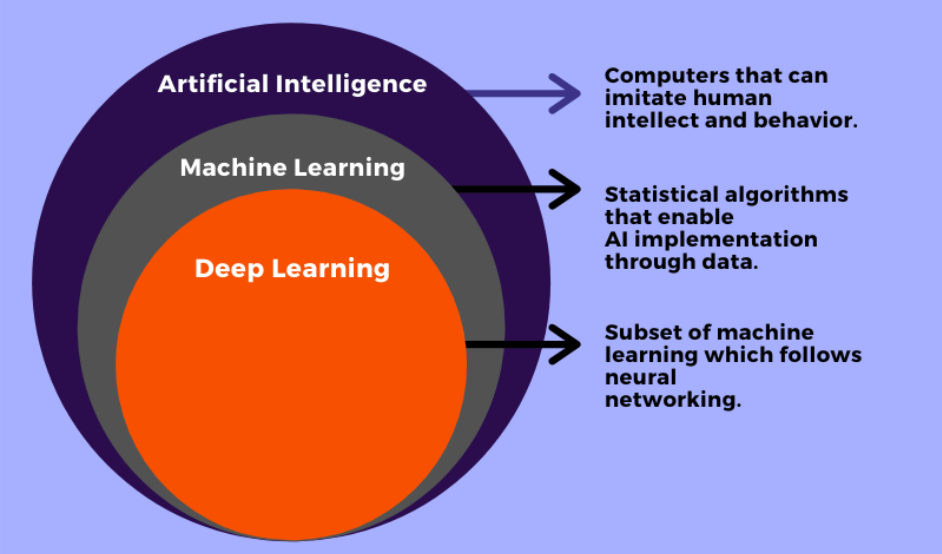 Artificial Intelligence
Computers that can
imitate human
intellect and behavior.
Machine Learning
Statistical algorithms
that enable
AI implementation
through data.
Deep Learning
Subset of machine
learning which follows
neural
networking.